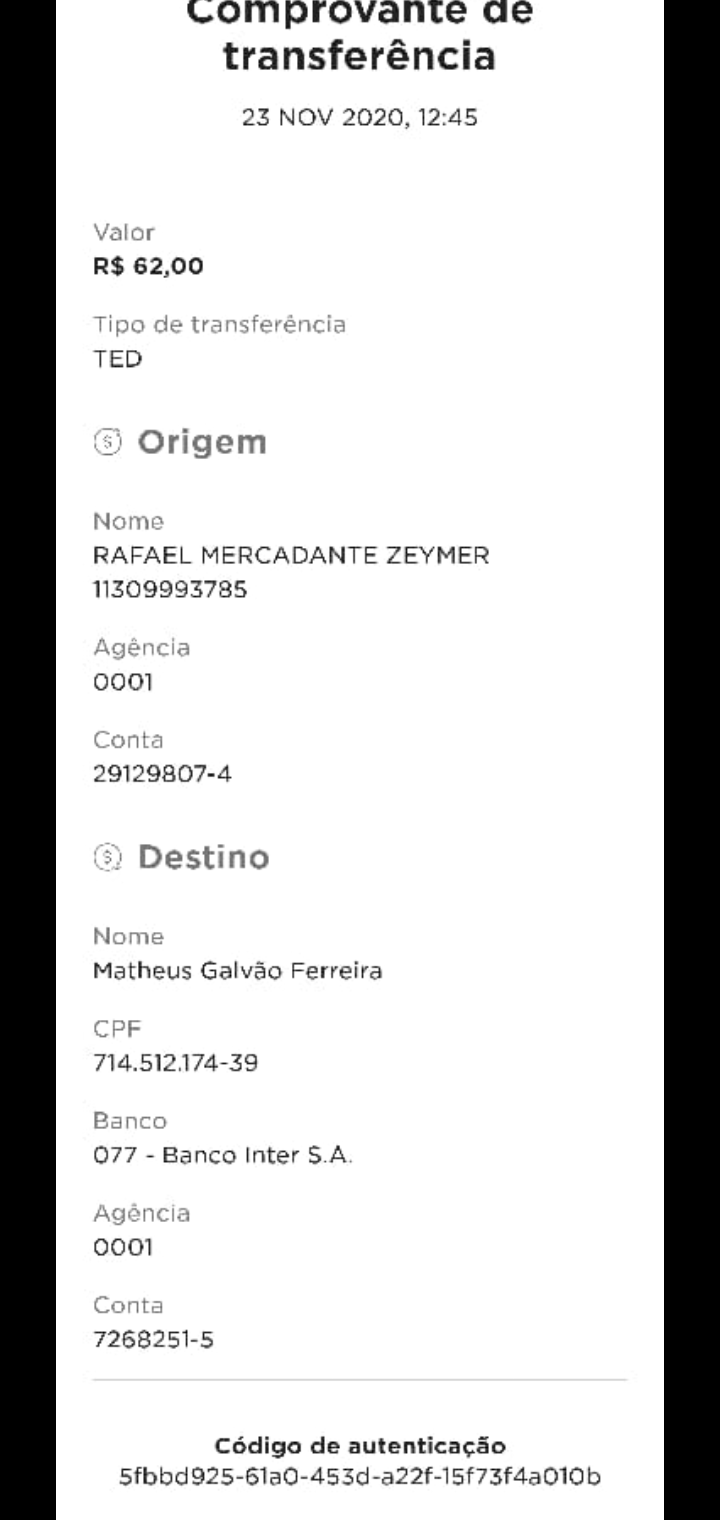 Comprovante de
transferência
23 NOV 2020, 12:45
Valor
R$ 62,00
Tipo de transferência
TED
Origem
Nome
RAFAEL MERCADANTE ZEYMER
11309993785
Agência
0001
Conta
29129807-4
Destino
Nome
Matheus Galvão Ferreira
CPF
714.512.174-39
Banco
077 - Banco Inter S.A.
Agência
0001
Conta
7268251-5
Código de autenticação
5fbbd925-61a0-453d-a22f-15f73f4a010b